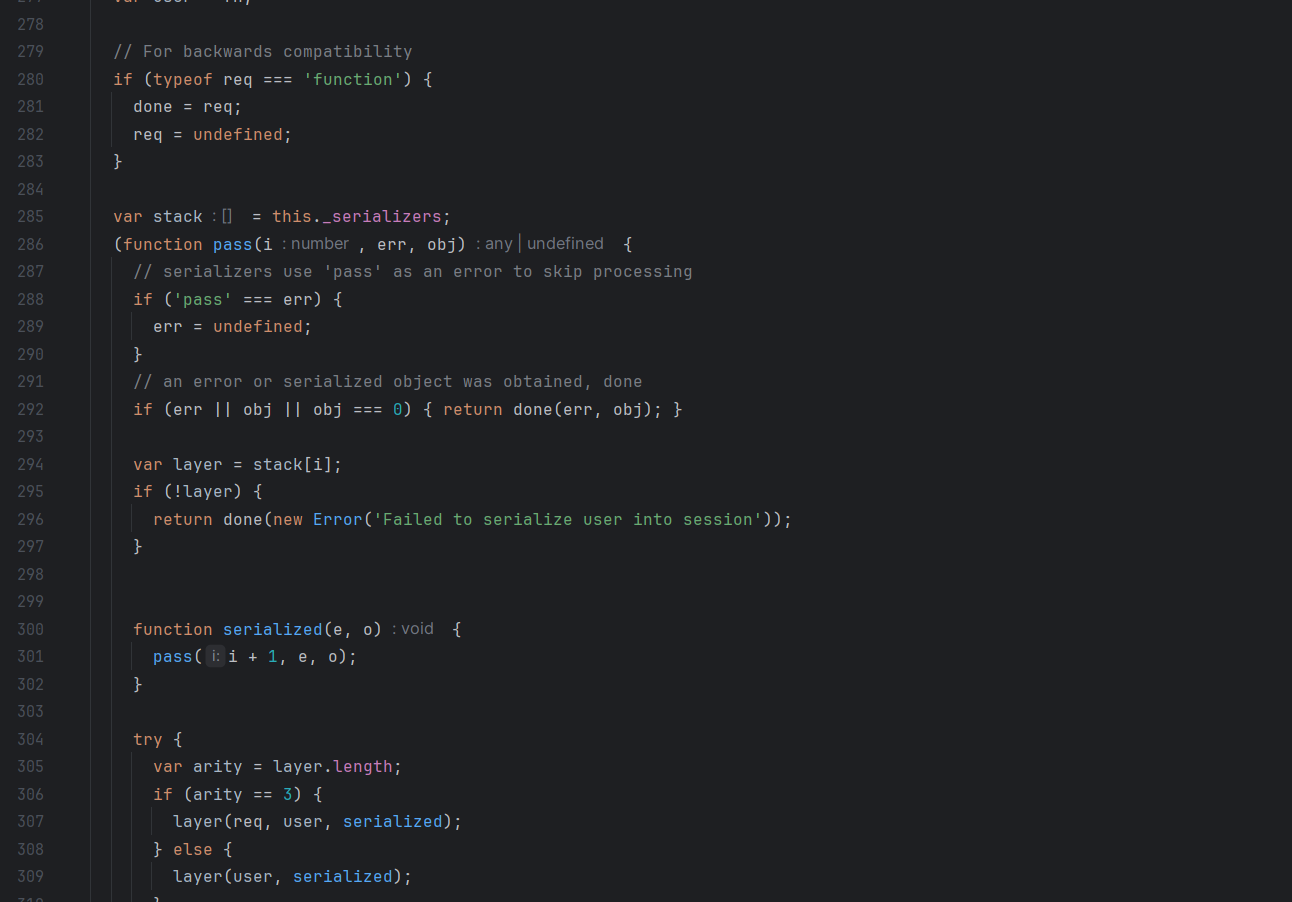 278
279 // For backwards compatibility
280 if (typeof req === 'function') {
281 done = req;
282 req = undefined;
283 }
284
285 var stack : [] = this._serializers;
286 (function pass(i : number , err, obj) : any | undefined {
287 // serializers use 'pass' as an error to skip processing
288 if ('pass' === err) {
289 err = undefined;
290 }
291 // an error or serialized object was obtained, done
292 if (err || obj || obj === 0) { return done(err, obj); }
293
294 var layer = stack[i];
295 if (!layer) {
296 return done(new Error('Failed to serialize user into session'));
297 }
298
299
300 function serialized(e, o) : void {
301 pass( i: i + 1, e, o);
302 }
303
304 try {
305 var arity = layer.length;
306 if (arity == 3) {
307 layer(req, user, serialized);
308 } else {
309 layer(user, serialized);